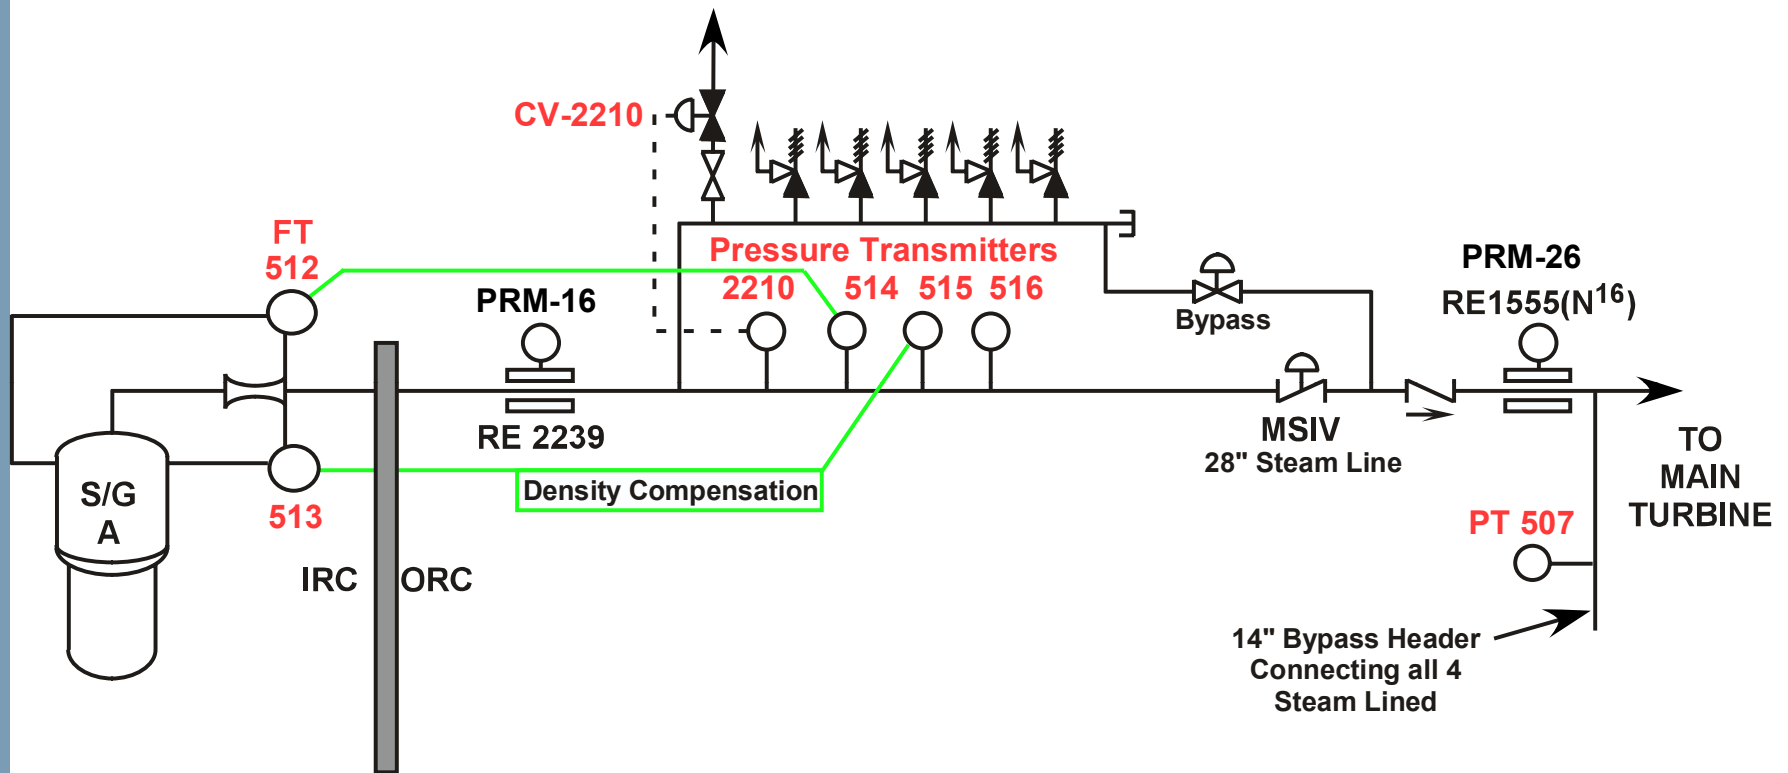 CV-2210
FT
512
Pressure Transmitters
2210 514 515 516
PRM-16
RE 2239
Bypass
PRM-26
RE1555(N16)
MSIV
28" Steam Line
S/G
A
513
Density Compensation
IRC
ORC
TO
MAIN
TURBINE
PT 507
14" Bypass Header
Connecting all 4
Steam Lined